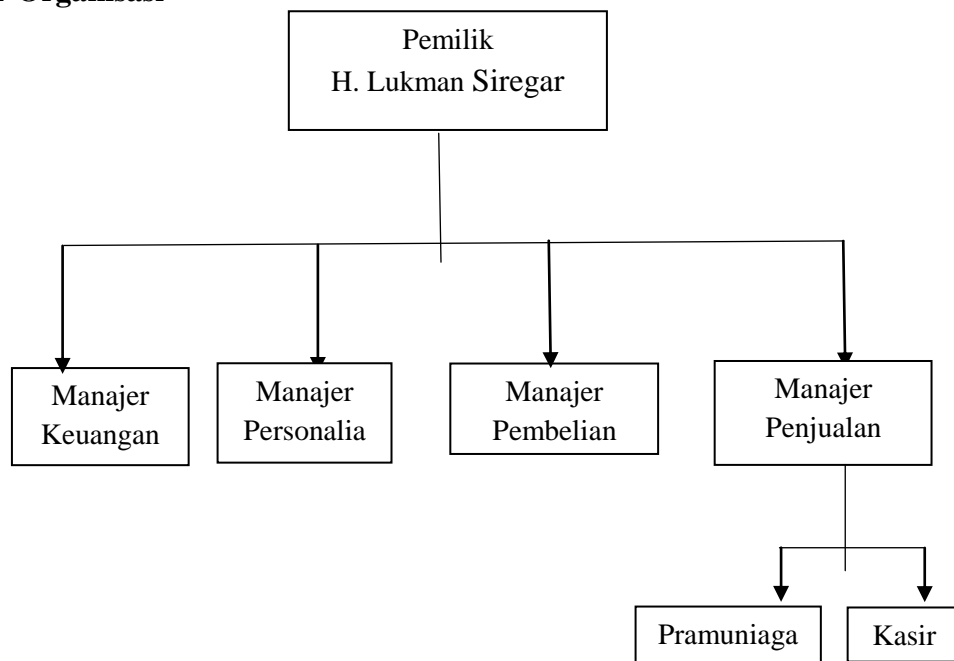 Organisasi
Pemilik
H. Lukman Siregar
Manajer
Keuangan
Manajer
Personalia
Manajer
Pembelian
Manajer
Penjualan
Pramuniaga
Kasir